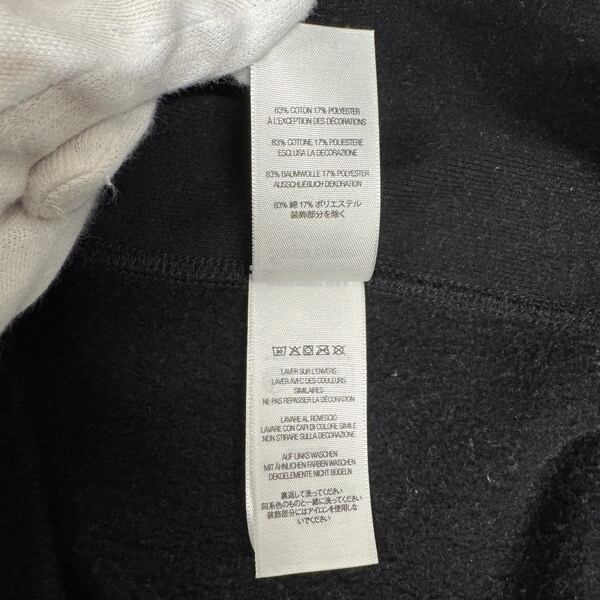 83% COTON 17% POLYESTER
À L'EXCEPTION DES DÉCORATIONS
83% COTONE 17% POLIESTERE
ESCLUSA LA DECORAZIONE
83% BAUMWOLLE 17% POLYESTER
AUSSCHLIEBLICH DEKORATION
83% 綿 17% ポリエステル
装飾部分を除く
LAVER SUR L'ENVERS
LAVER AVEC DES COULEURS
SIMILAIRES
NE PAS REPASSER LA DÉCORATION
LAVARE AL ROVESCIO
LAVARE CON CAPI DI COLORE SIMILE
NON STIRARE SULLA DECORAZIONE
AUF LINKS WASCHEN
MIT ÄHNLICHEN FARBEN WASCHEN
DEKOELEMENTE NICHT BÜGELN
裏返して洗ってください
同系色のものと一緒に洗ってください
装飾部分にはアイロンを使用しな
いでください